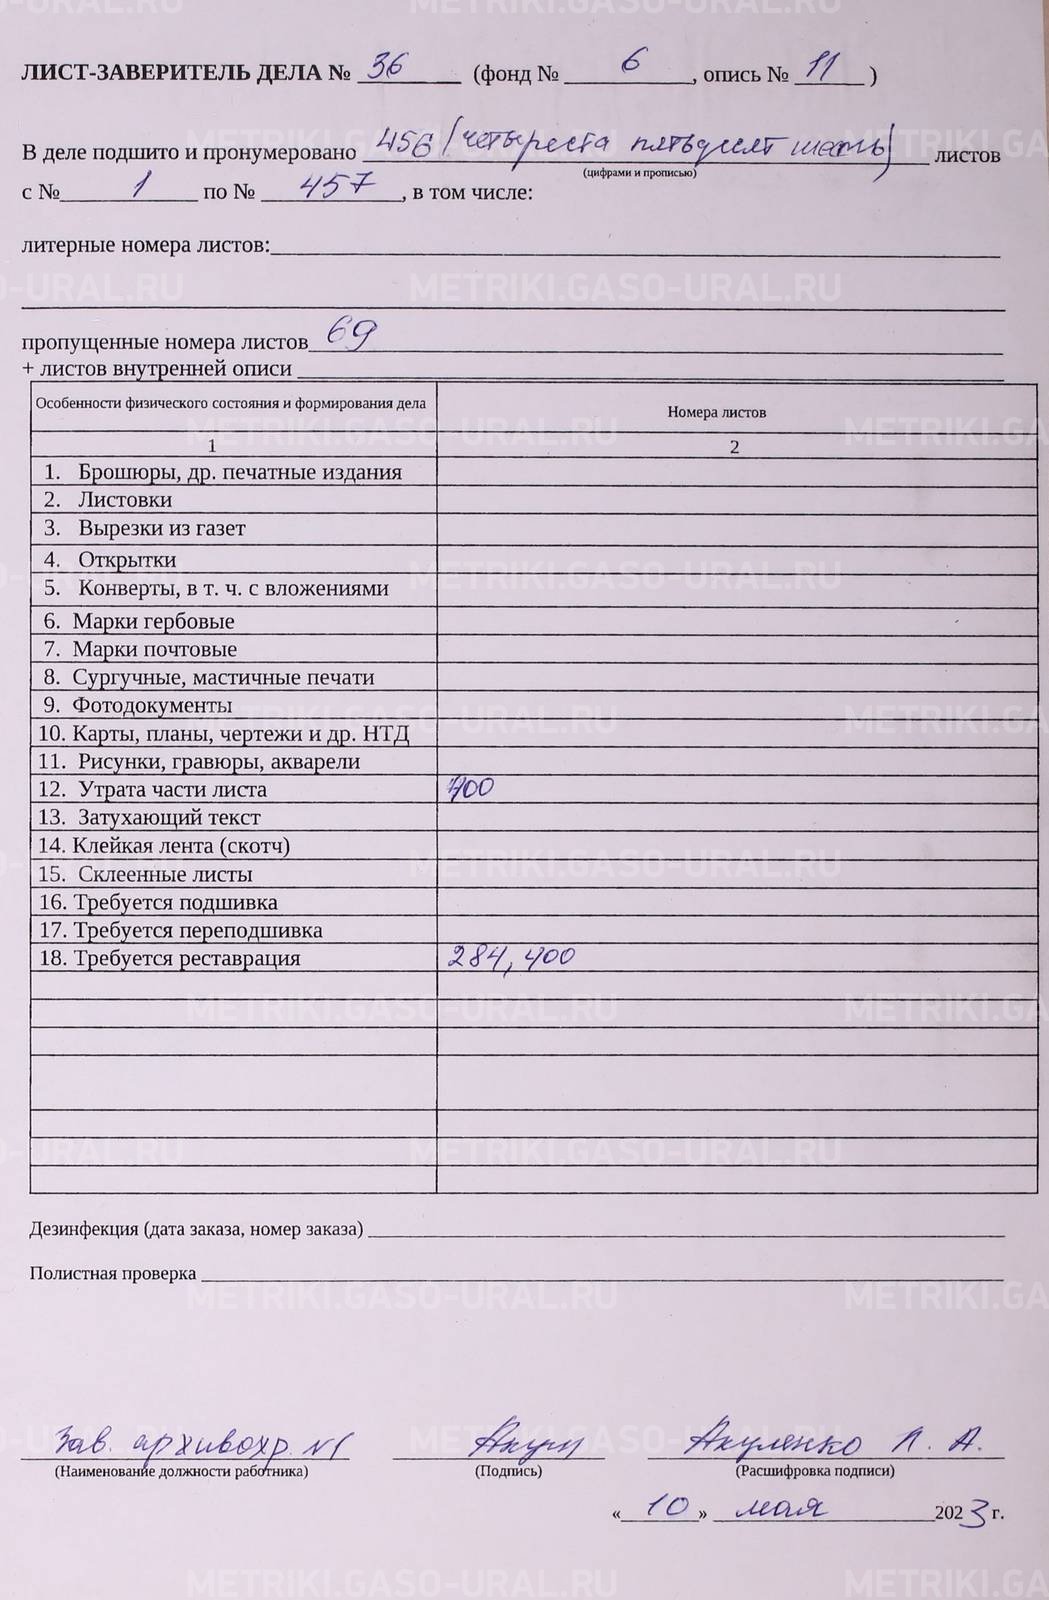 METRIKI.GASO-URAL.RU
ЛИСТ-ЗАВЕРИТЕЛЬ ДЕЛА № 36 (фонд № 6, опись № 11)
В деле подшито и пронумеровано 456 (четыреста пятьдесят шесть) листов
(цифрами и прописью)
с № 1 по № 457, в том числе:
литерные номера листов:
пропущенные номера листов 69
+ листов внутренней описи
Особенности физического состояния и формирования дела Номера листов
1 2
1. Брошюры, др. печатные издания
2. Листовки
3. Вырезки из газет
4. Открытки
5. Конверты, в т. ч. с вложениями
6. Марки гербовые
7. Марки почтовые
8. Сургучные, мастичные печати
9. Фотодокументы
10. Карты, планы, чертежи и др. НТД
11. Рисунки, гравюры, акварели
12. Утрата части листа 400
13. Затухающий текст
14. Клейкая лента (скотч)
15. Склеенные листы
16. Требуется подшивка
17. Требуется переподшивка
18. Требуется реставрация 284, 400
Дезинфекция (дата заказа, номер заказа)
Полистная проверка
Зав. архивохр. №1 Акуленко А.
(Наименование должности работника) (Подпись) (Расшифровка подписи)
«10» мая 2023 г.